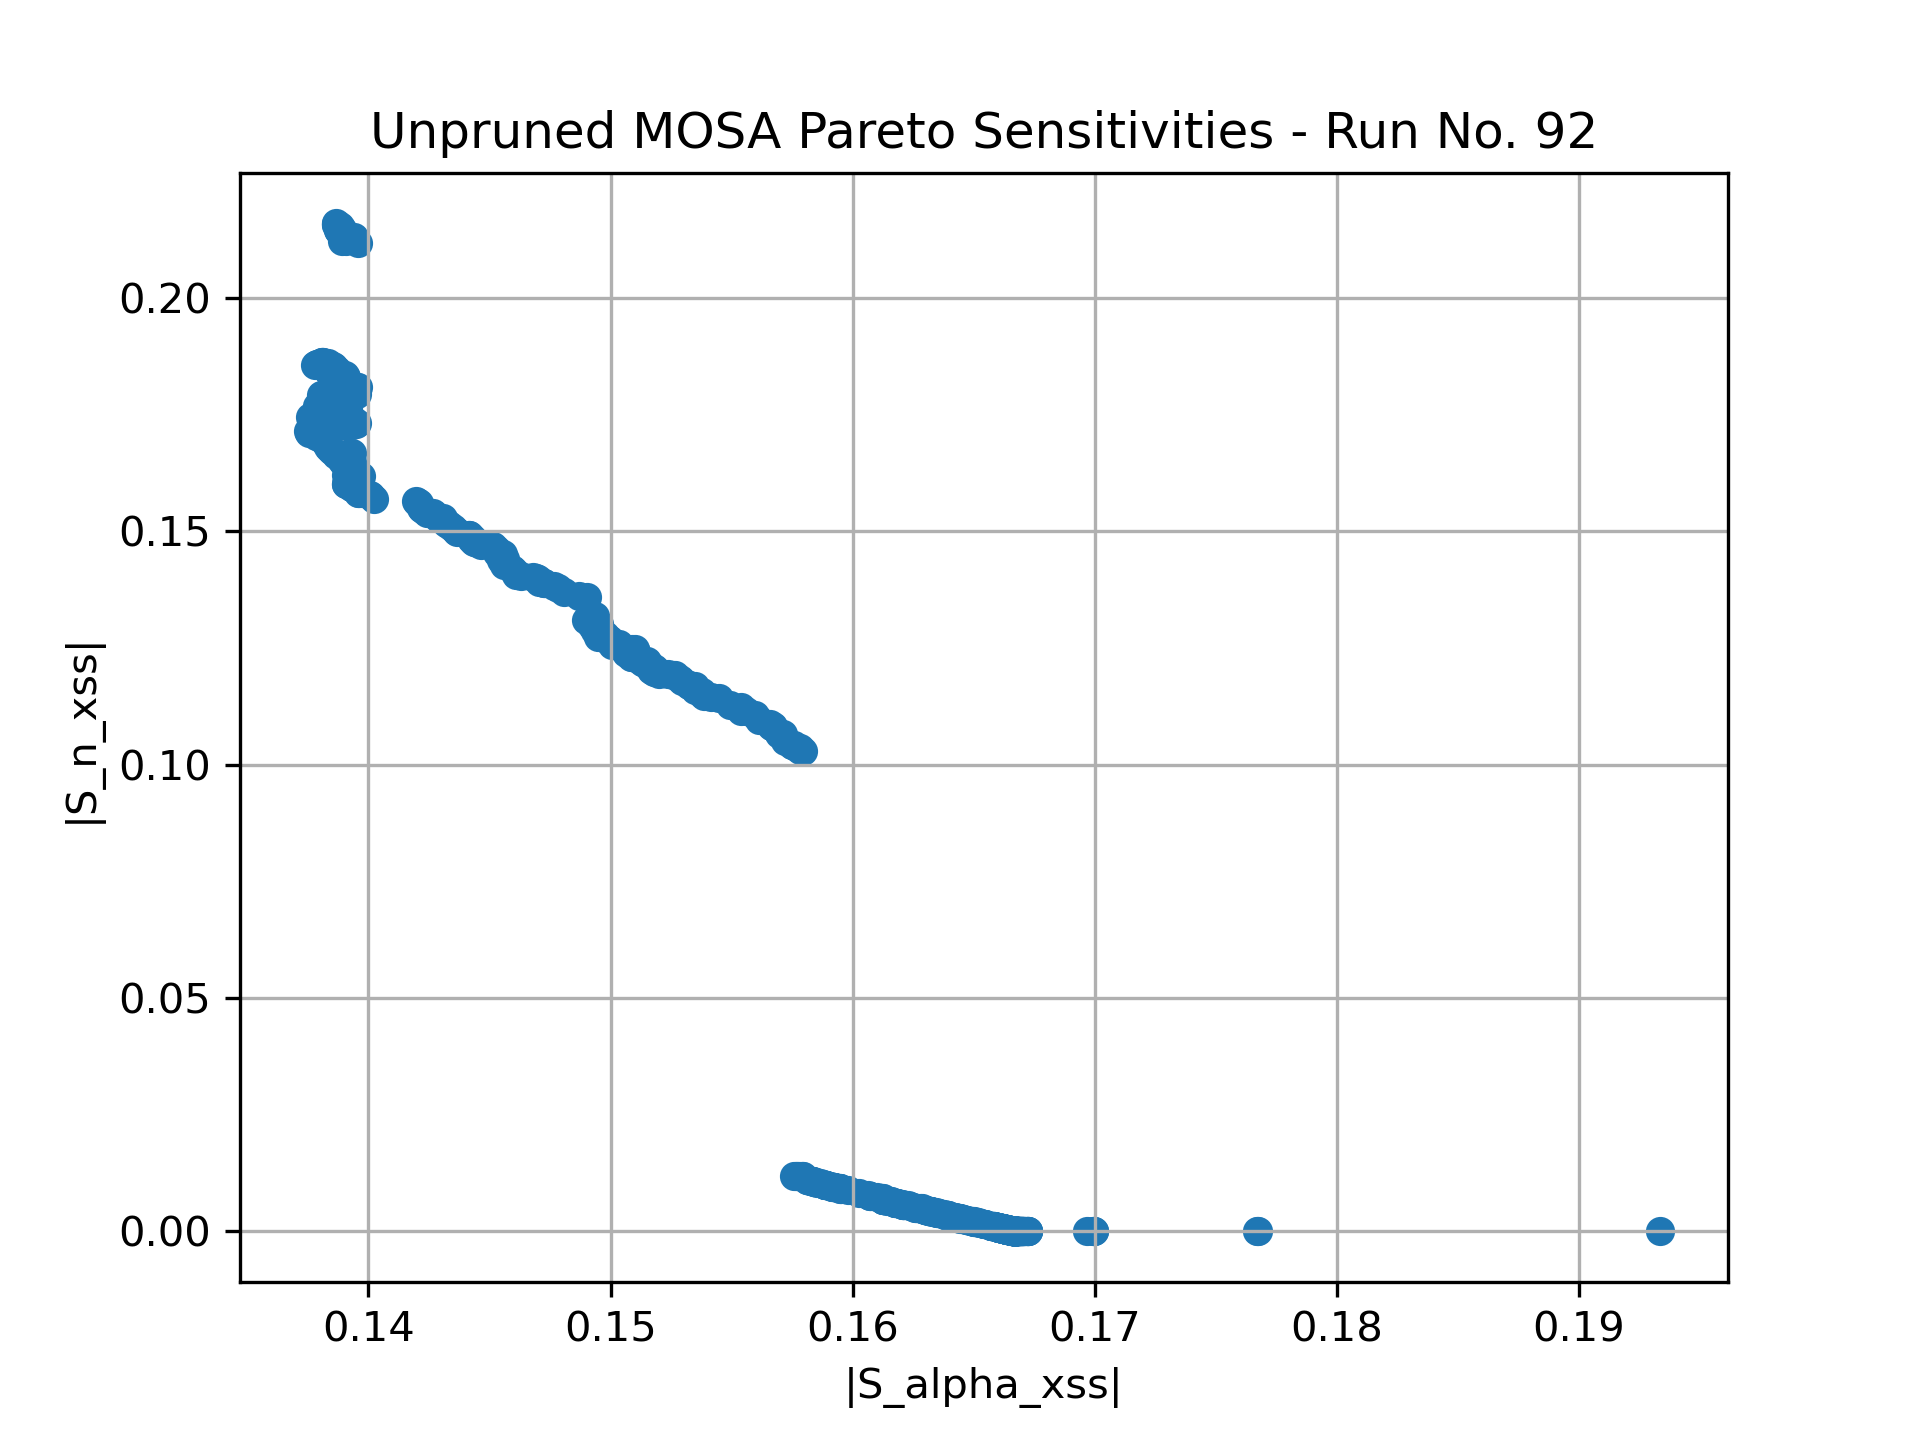 Unpruned MOSA Pareto Sensitivities - Run No. 92
|S_n_xss|
0.20
0.15
0.10
0.05
0.00
0.14 0.15 0.16 0.17 0.18 0.19
|S_alpha_xss|